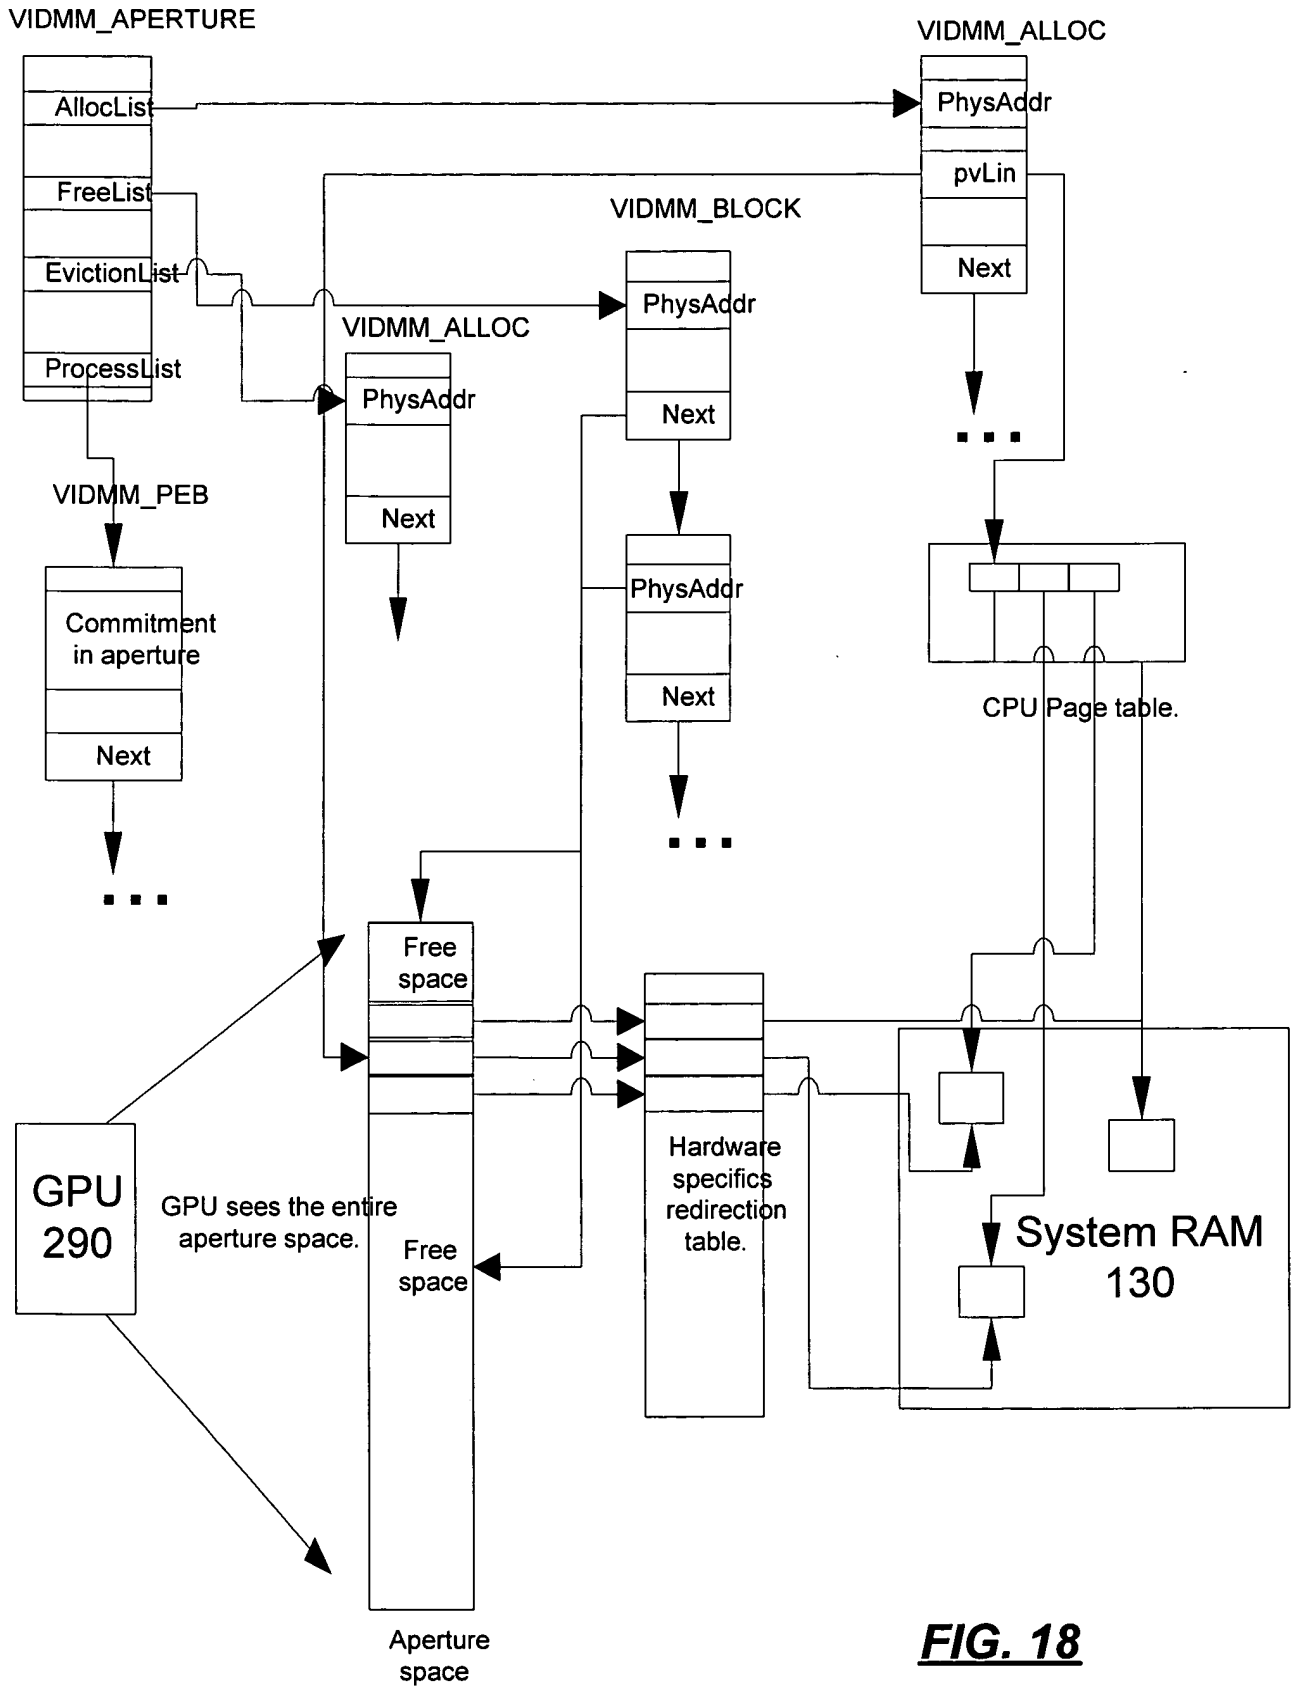 VIDMM_APERTURE
AllocList
FreeList
EvictionList
ProcessList
VIDMM_ALLOC
PhysAddr
pvLin
Next
VIDMM_BLOCK
PhysAddr
Next
PhysAddr
Next
VIDMM_ALLOC
PhysAddr
Next
VIDMM_PEB
Commitment
in aperture
Next
CPU Page table.
Free
space
Free
space
GPU
290
GPU sees the entire
aperture space.
Hardware
specifics
redirection
table.
System RAM
130
Aperture
space
FIG. 18